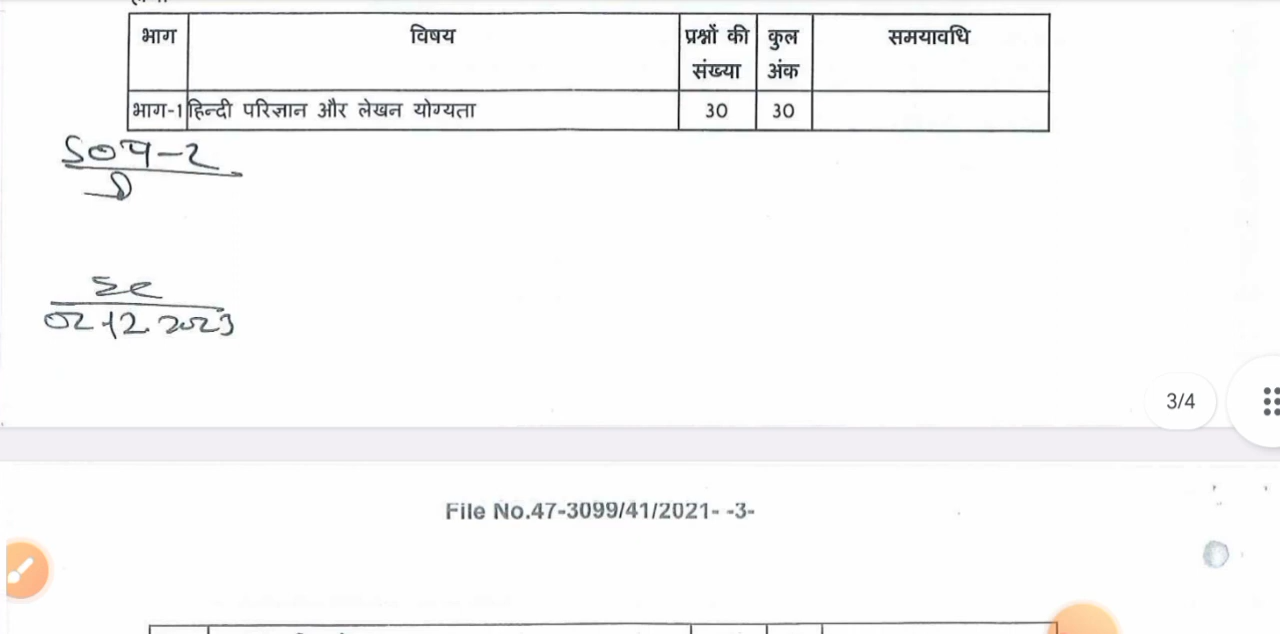 भाग विषय प्रश्नों की संख्या कुल अंक समयावधि
भाग-1 हिन्दी परिज्ञान और लेखन योग्यता 30 30
02.12.2023
3/4
File No.47-3099/41/2021- -3-